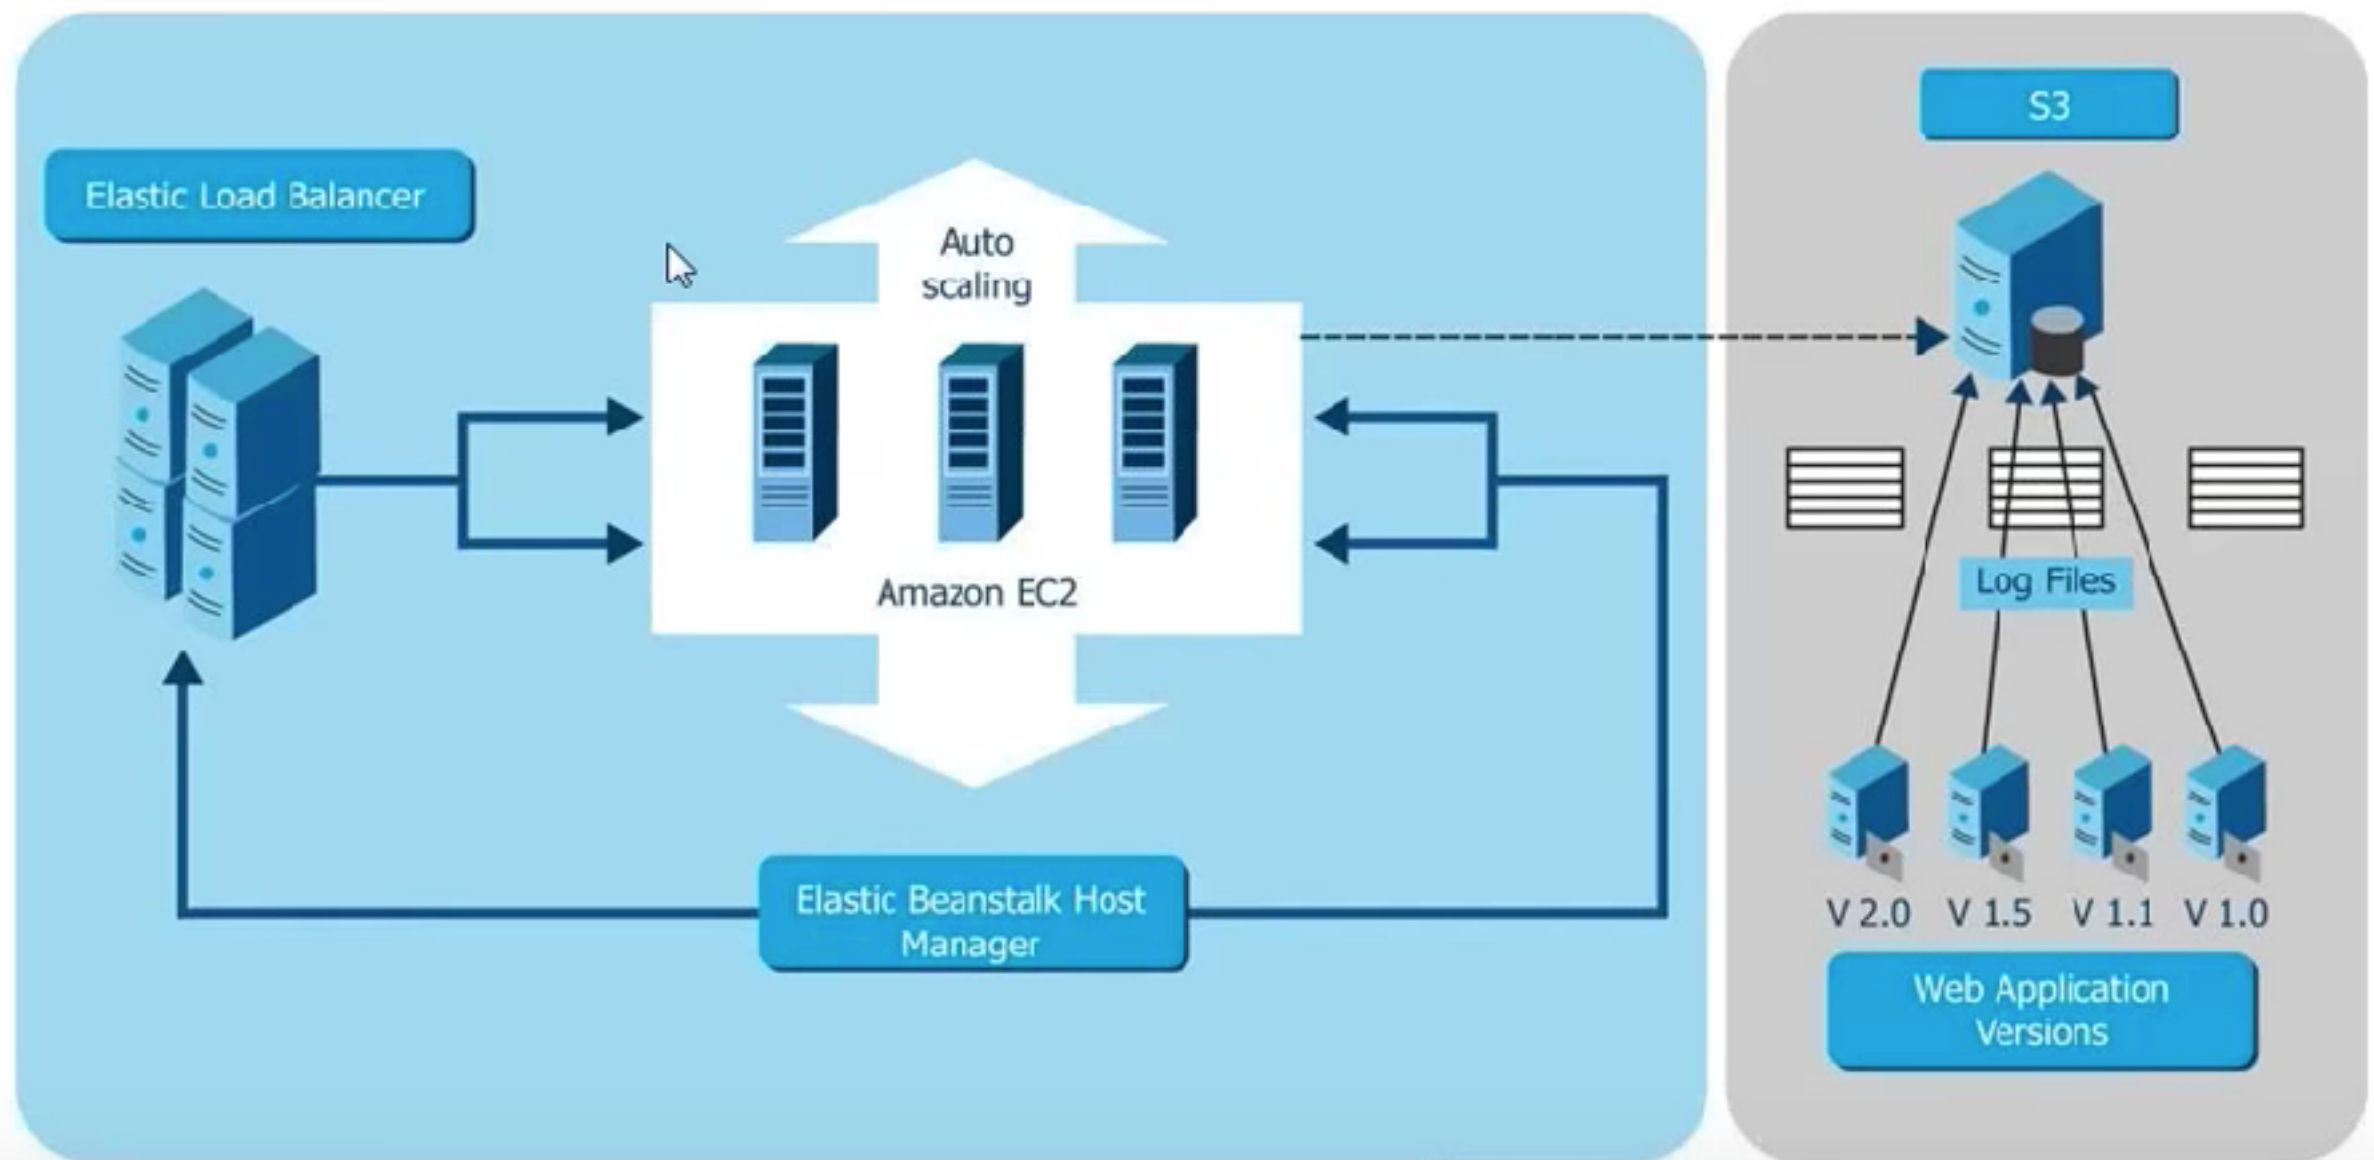 Elastic Load Balancer
Auto
scaling
Amazon EC2
Elastic Beanstalk Host
Manager
S3
Log Files
V 2.0 V 1.5 V 1.1 V 1.0
Web Application
Versions